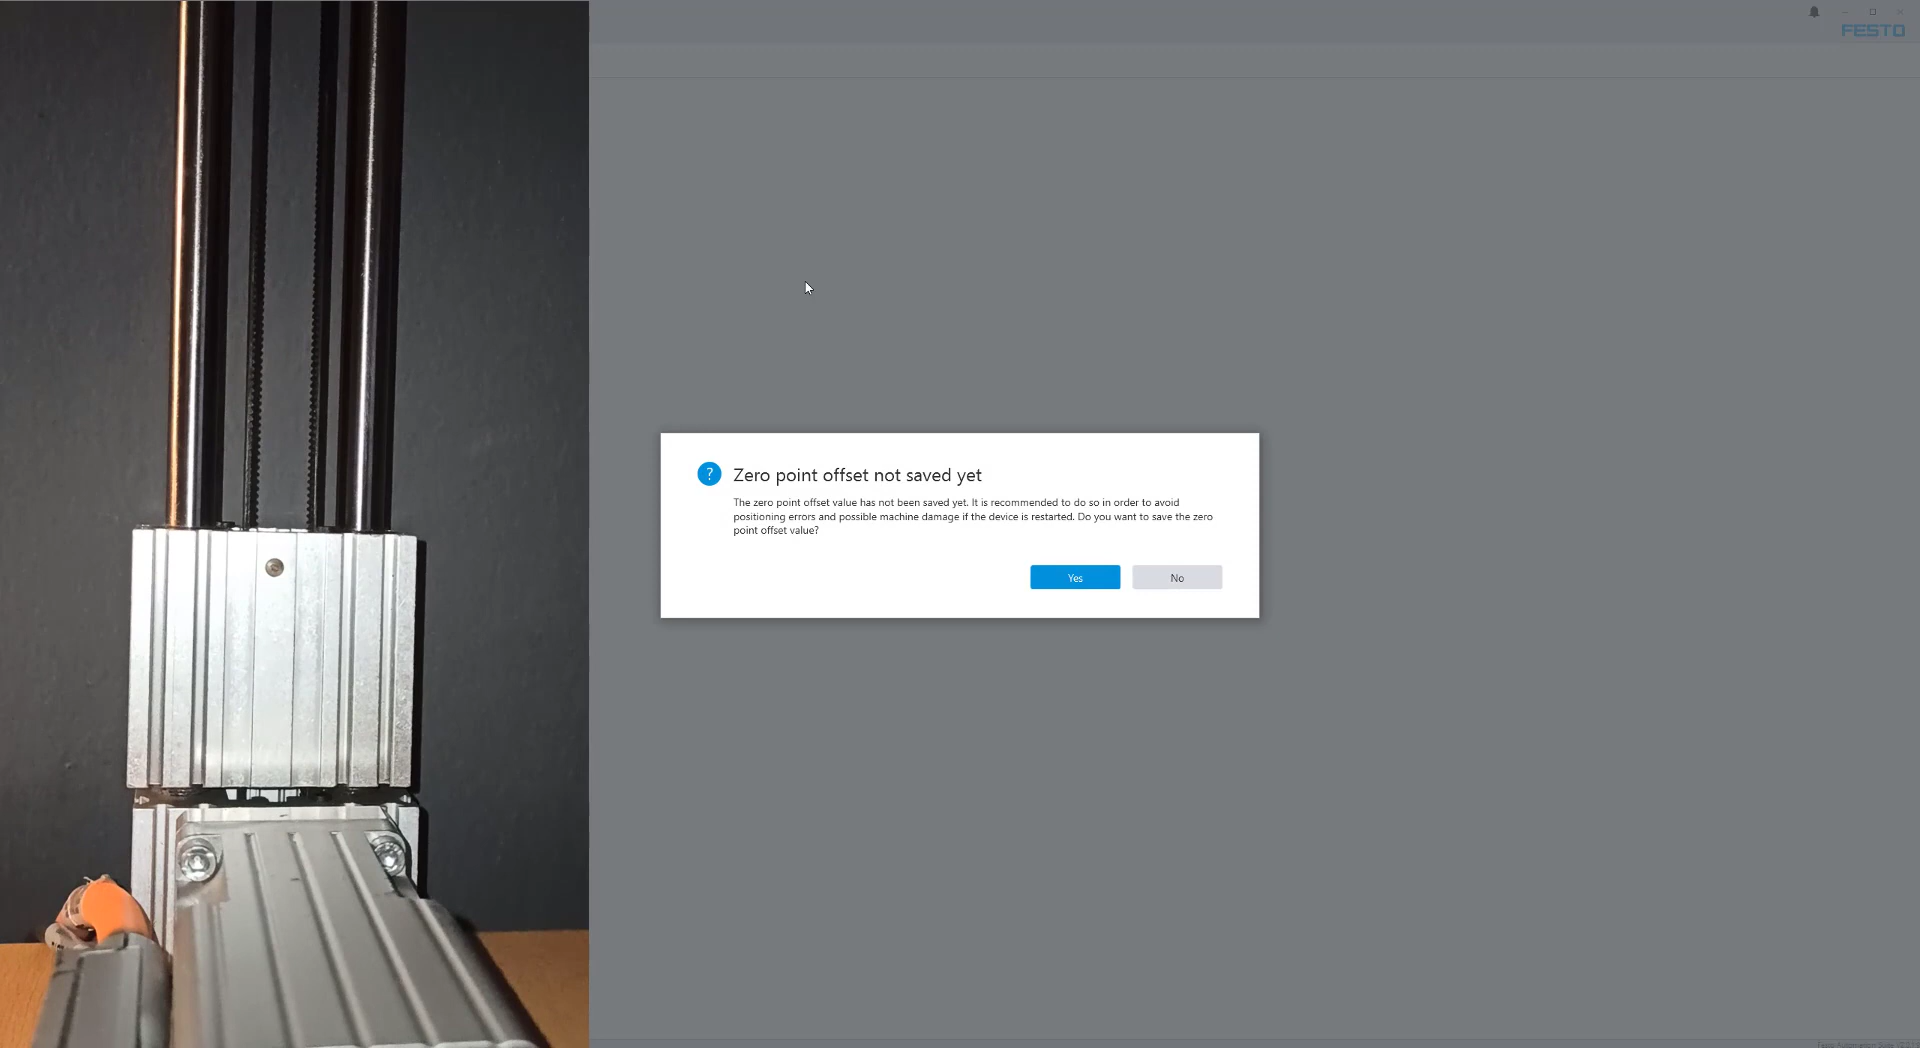 FESTO
? Zero point offset not saved yet
The zero point offset value has not been saved yet. It is recommended to do so in order to avoid
positioning errors and possible machine damage if the device is restarted. Do you want to save the zero
point offset value?
Yes
No